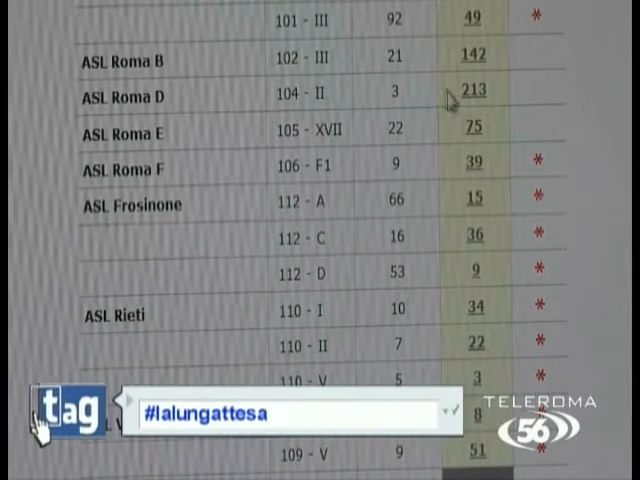 101 - III 92 49 *
ASL Roma B 102 - III 21 142
ASL Roma D 104 - II 3 213
ASL Roma E 105 - XVII 22 75
ASL Roma F 106 - F1 9 39 *
ASL Frosinone 112 - A 66 15 *
112 - C 16 36 *
112 - D 53 9 *
ASL Rieti 110 - I 10 34 *
110 - II 7 22 *
110 - V 5 3 *
8 *
109 - V 9 51 *
tag
#lalungattesa
TELEROMA
56